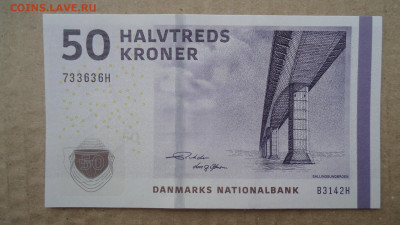 COINS.LAVE.RU
50 HALVTREDS
KRONER
733636H
DANMARKS NATIONALBANK
B3142H